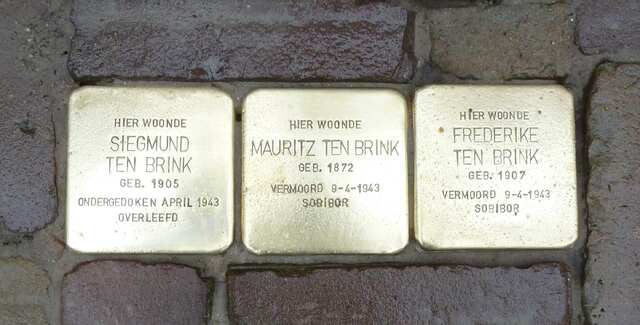 HIER WOONDE
SIEGMUND
TEN BRINK
GEB. 1905
ONDERGEDOKEN APRIL 1943
OVERLEEFD
HIER WOONDE
MAURITZ TEN BRINK
GEB. 1872
VERMOORD 9-4-1943
SOBIBOR
HIER WOONDE
FREDERIKE
TEN BRINK
GEB. 1907
VERMOORD 9-4-1943
SOBIBOR